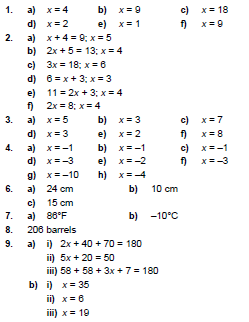 1. a) x = 4 b) x = 9 c) x = 18
d) x = 2 e) x = 1 f) x = 9
2. a) x + 4 = 9; x = 5
b) 2x + 5 = 13; x = 4
c) 3x = 18; x = 6
d) 6 = x + 3; x = 3
e) 11 = 2x + 3; x = 4
f) 2x = 8; x = 4
3. a) x = 5 b) x = 3 c) x = 7
d) x = 3 e) x = 2 f) x = 8
4. a) x = –1 b) x = –1 c) x = –1
d) x = –3 e) x = –2 f) x = –3
g) x = –10 h) x = –4
6. a) 24 cm b) 10 cm
c) 15 cm
7. a) 86°F b) –10°C
8. 206 barrels
9. a) i) 2x + 40 + 70 = 180
ii) 5x + 20 = 50
iii) 58 + 58 + 3x + 7 = 180
b) i) x = 35
ii) x = 6
iii) x = 19